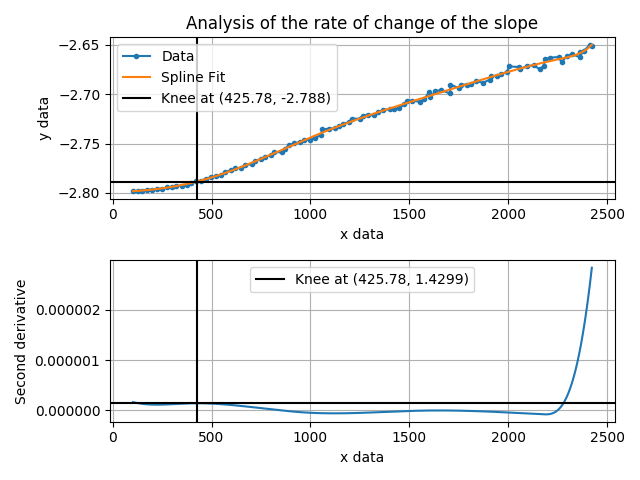 Analysis of the rate of change of the slope
−2.65
−2.70
−2.75
−2.80
y data
Data
Spline Fit
Knee at (425.78, -2.788)
0
500
1000
1500
2000
2500
x data
0.000002
0.000001
0.000000
Second derivative
Knee at (425.78, 1.4299)
0
500
1000
1500
2000
2500
x data